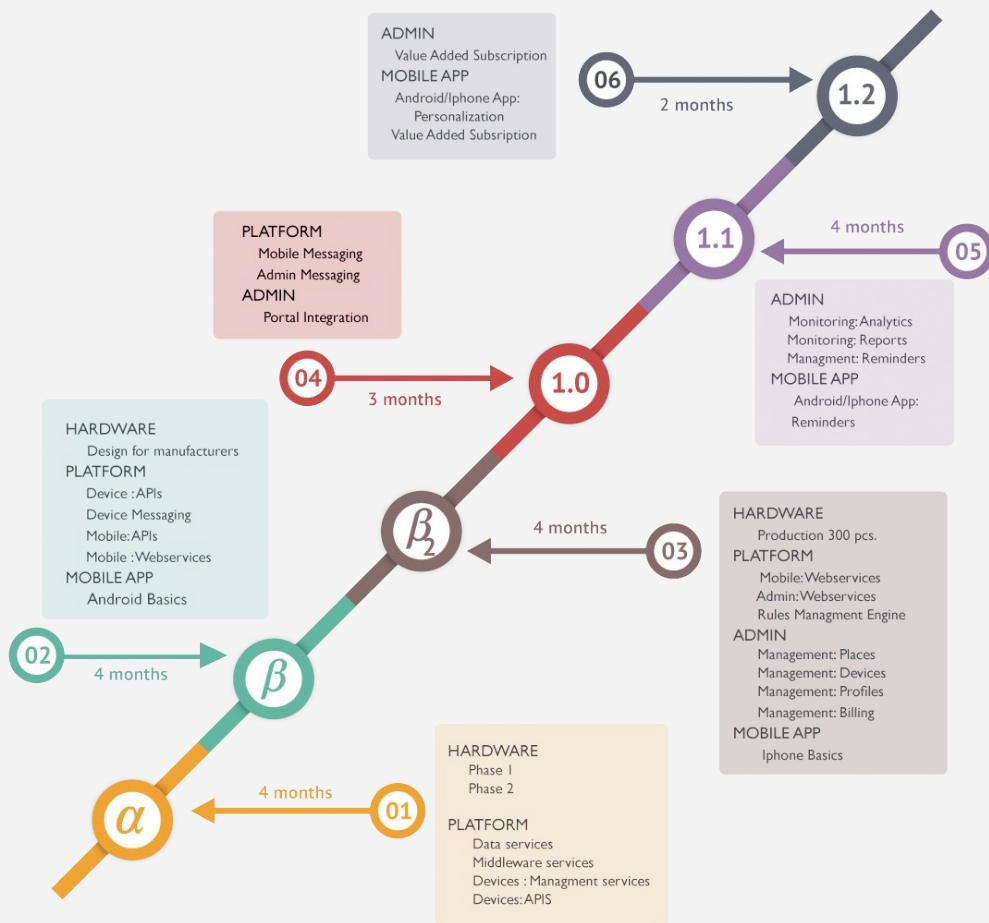 ADMIN
Value Added Subscription
MOBILE APP
Android/Iphone App:
Personalization
Value Added Subsription
06
2 months
1.2
PLATFORM
Mobile Messaging
Admin Messaging
ADMIN
Portal Integration
1.1
4 months
05
ADMIN
Monitoring: Analytics
Monitoring: Reports
Managment: Reminders
MOBILE APP
Android/Iphone App:
Reminders
04
3 months
1.0
HARDWARE
Design for manufacturers
PLATFORM
Device : APIs
Device Messaging
Mobile: APIs
Mobile : Webservices
MOBILE APP
Android Basics
β2
4 months
03
HARDWARE
Production 300 pcs.
PLATFORM
Mobile: Webservices
Admin: Webservices
Rules Managment Engine
ADMIN
Management: Places
Management: Devices
Management: Profiles
Management: Billing
MOBILE APP
Iphone Basics
02
4 months
β
α
4 months
01
HARDWARE
Phase 1
Phase 2
PLATFORM
Data services
Middleware services
Devices : Managment services
Devices: APIS